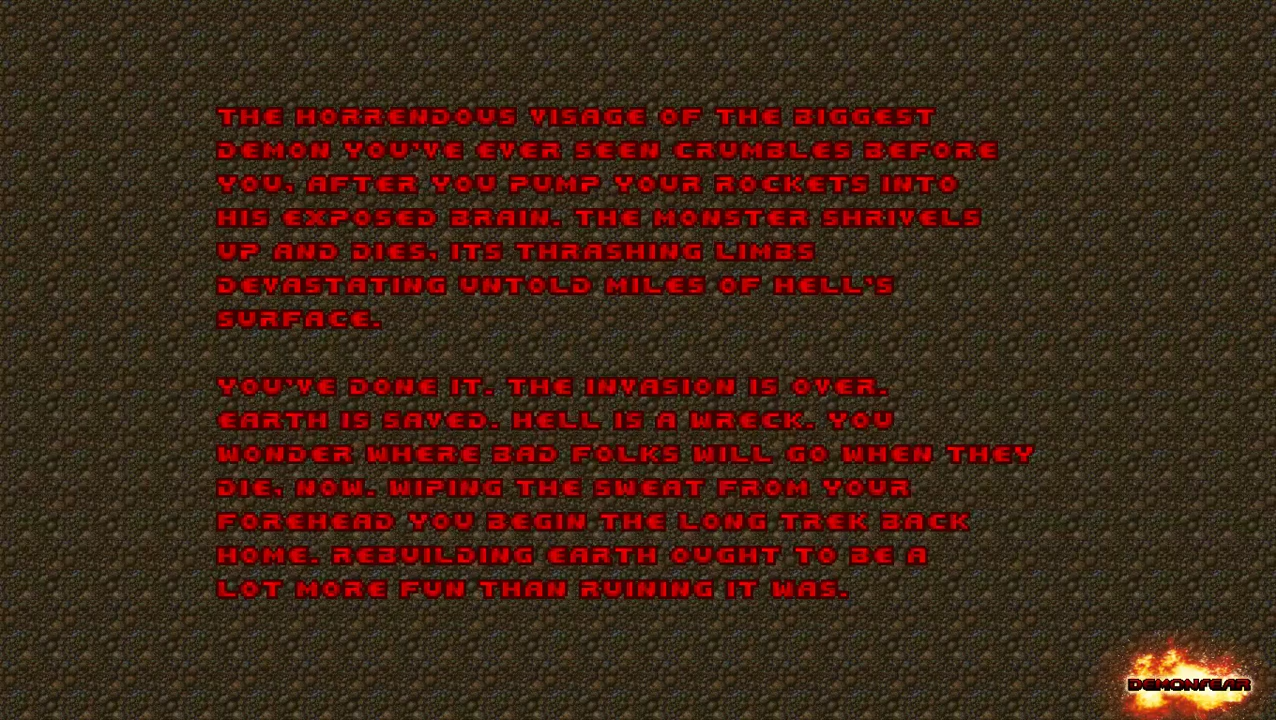 THE HORRENDOUS VISAGE OF THE BIGGEST
DEMON YOU'VE EVER SEEN CRUMBLES BEFORE
YOU, AFTER YOU PUMP YOUR ROCKETS INTO
HIS EXPOSED BRAIN. THE MONSTER SHRIVELS
UP AND DIES, ITS THRASHING LIMBS
DEVASTATING UNTOLD MILES OF HELL'S
SURFACE.

YOU'VE DONE IT. THE INVASION IS OVER.
EARTH IS SAVED. HELL IS A WRECK. YOU
WONDER WHERE BAD FOLKS WILL GO WHEN THEY
DIE, NOW. WIPING THE SWEAT FROM YOUR
FOREHEAD YOU BEGIN THE LONG TREK BACK
HOME. REBUILDING EARTH OUGHT TO BE A
LOT MORE FUN THAN RUINING IT WAS.
DEMONFEAR